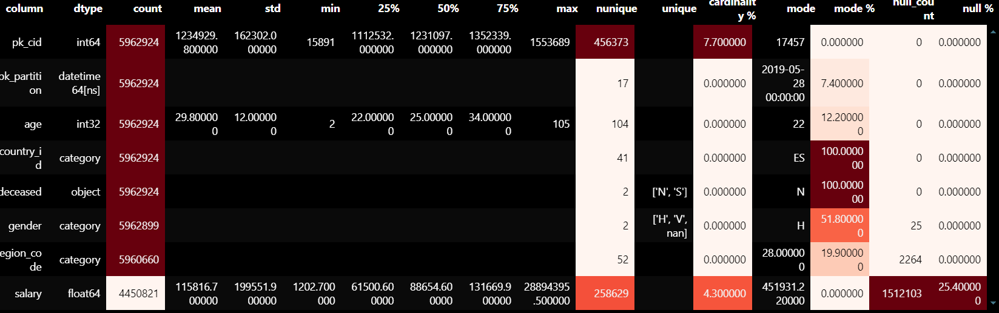 column dtype count mean std min 25% 50% 75% max nunique unique cardinality % mode mode % null_count null %
pk_cid int64 5962924 1234929.800000 162302.000000 15891 1112532.000000 1231097.000000 1352339.000000 1553689 456373 7.700000 17457 0.000000 0 0.000000
pk_partition datetime64[ns] 5962924 17 0.000000 2019-05-28 00:00:00 7.400000 0 0.000000
age int32 5962924 29.800000 12.000000 2 22.000000 25.000000 34.000000 105 104 0.000000 22 12.200000 0 0.000000
country_id category 5962924 41 0.000000 ES 100.000000 0 0.000000
deceased object 5962924 2 ['N', 'S'] 0.000000 N 100.000000 0 0.000000
gender category 5962899 2 ['H', 'V', nan] 0.000000 H 51.800000 25 0.000000
egion_code category 5960660 52 0.000000 28.000000 19.900000 2264 0.000000
salary float64 4450821 115816.700000 199551.900000 1202.700000 61500.600000 88654.600000 131669.900000 28894395.500000 258629 4.300000 451931.220000 0.000000 1512103 25.400000